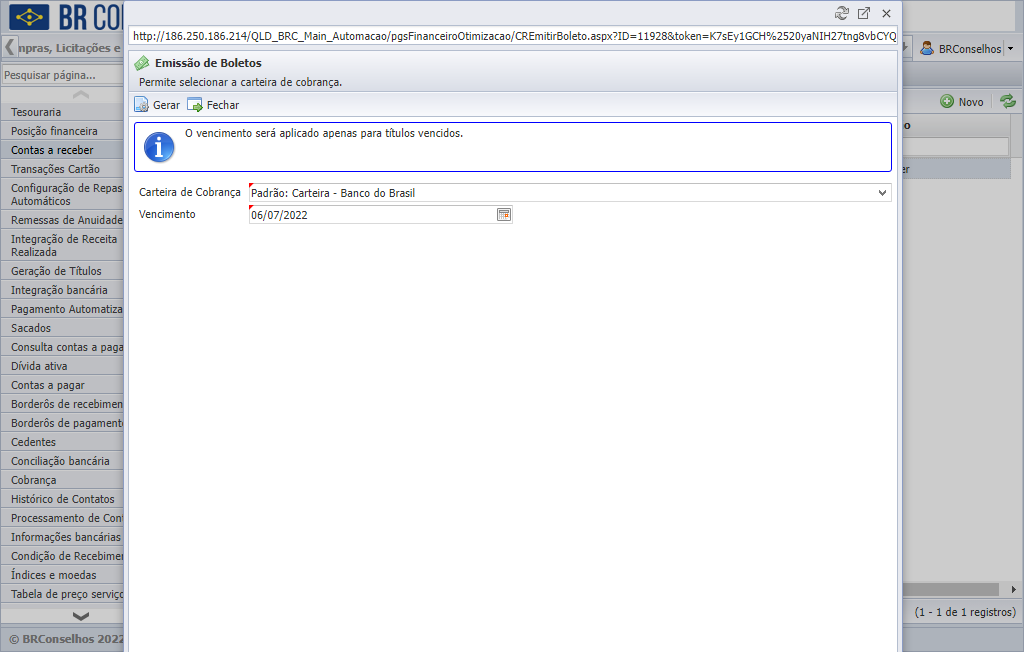 BR CO
http://186.250.186.214/QLD_BRC_Main_Automacao/pgsFinanceiroOtimizacao/CREmitirBoleto.aspx?ID=11928&token=K7sEy1GCH%2520yaNIH27tng8vbCYQ
mpras, Licitações e
BRConselhos
Pesquisar página...
Emissão de Boletos
Permite selecionar a carteira de cobrança.
Gerar Fechar
Novo
O vencimento será aplicado apenas para títulos vencidos.
Carteira de Cobrança
Padrão: Carteira - Banco do Brasil
Vencimento
06/07/2022
o
er
Tesouraria
Posição financeira
Contas a receber
Transações Cartão
Configuração de Repas
Automáticos
Remessas de Anuidade
Integração de Receita
Realizada
Geração de Títulos
Integração bancária
Pagamento Automatiza
Sacados
Consulta contas a paga
Dívida ativa
Contas a pagar
Borderôs de recebimen
Borderôs de pagament
Cedentes
Conciliação bancária
Cobrança
Histórico de Contatos
Processamento de Con
Informações bancárias
Condição de Recebime
Índices e moedas
Tabela de preço serviç
(1 - 1 de 1 registros)
© BRConselhos 2022